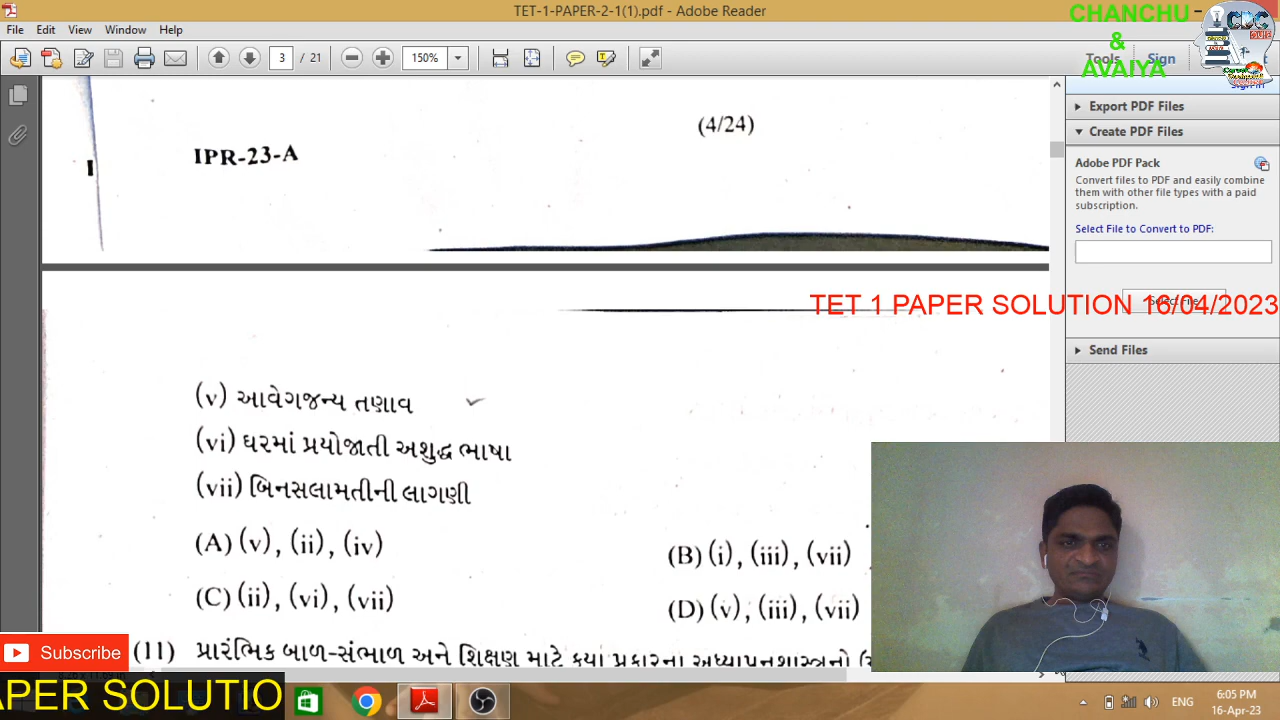 TET-1-PAPER-2-1(1).pdf - Adobe Reader
File Edit View Window Help
3 / 21
150%
Tools
Sign
CHANCHU
&
AVAIYA
(4/24)
IPR-23-A
Export PDF Files
Create PDF Files
Adobe PDF Pack
Convert files to PDF and easily combine
them with other file types with a paid
subscription.
Select File to Convert to PDF:
TET 1 PAPER SOLUTION 16/04/2023
Send Files
(v) આવેગજન્ય તણાવ
(vi) ઘરમાં પ્રયોજાતી અશુદ્ધ ભાષા
(vii) બિનસલામતીની લાગણી
(A) (v), (ii), (iv)
(B) (i), (iii), (vii)
(C) (ii), (vi), (vii)
(D) (v), (iii), (vii)
(11) પ્રારંભિક બાળ-સંભાળ અને શિક્ષણ માટે કયા પ્રકારના અધ્યાપનશાસ્ત્રનો
Subscribe
APER SOLUTIO
ENG
6:05 PM
16-Apr-23